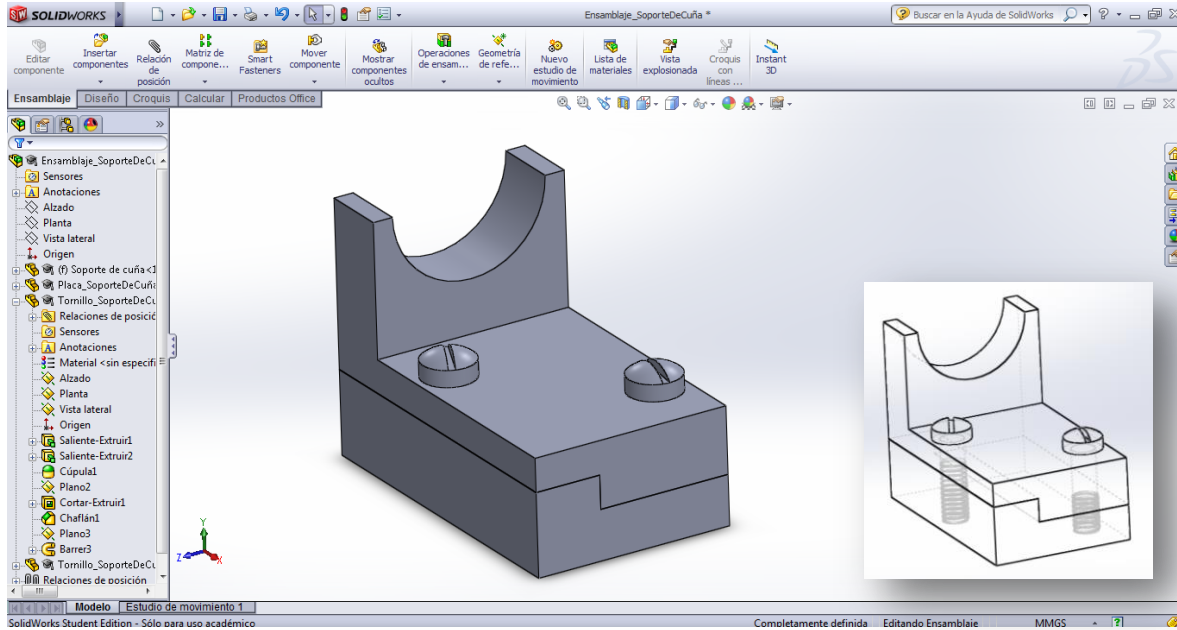 SOLIDWORKS
Ensamblaje_SoporteDeCuña *
Buscar en la Ayuda de SolidWorks
Editar componente
Insertar componentes
Relación de posición
Matriz de compone...
Smart Fasteners
Mover componente
Mostrar componentes ocultos
Operaciones de ensam...
Geometría de refe...
Nuevo estudio de movimiento
Lista de materiales
Vista explosionada
Croquis con líneas ...
Instant 3D
Ensamblaje Diseño Croquis Calcular Productos Office
Ensamblaje_SoporteDeCu
Sensores
Anotaciones
Alzado
Planta
Vista lateral
Origen
(f) Soporte de cuña<1
Placa_SoporteDeCuña
Tornillo_SoporteDeCu
Relaciones de posició
Sensores
Anotaciones
Material <sin especifi
Alzado
Planta
Vista lateral
Origen
Saliente-Extruir1
Saliente-Extruir2
Cúpula1
Plano2
Cortar-Extruir1
Chaflán1
Plano3
Barrer3
Tornillo_SoporteDeCu
Relaciones de posición
Y
Z
X
Modelo Estudio de movimiento 1
SolidWorks Student Edition - Sólo para uso académico
Completamente definida Editando Ensamblaje MMGS